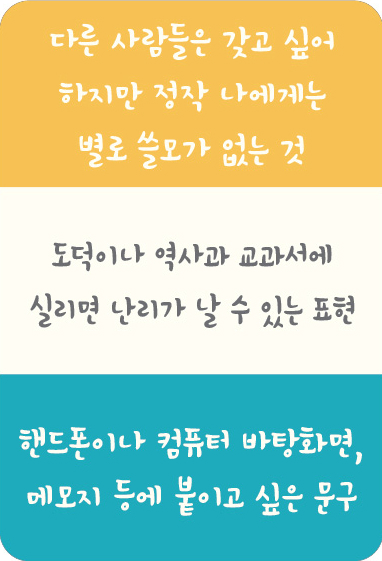 다른 사람들은 갖고 싶어
하지만 정작 나에게는
별로 쓸모가 없는 것
도덕이나 역사과 교과서에
실리면 난리가 날 수 있는 표현
핸드폰이나 컴퓨터 바탕화면,
메모지 등에 붙이고 싶은 문구